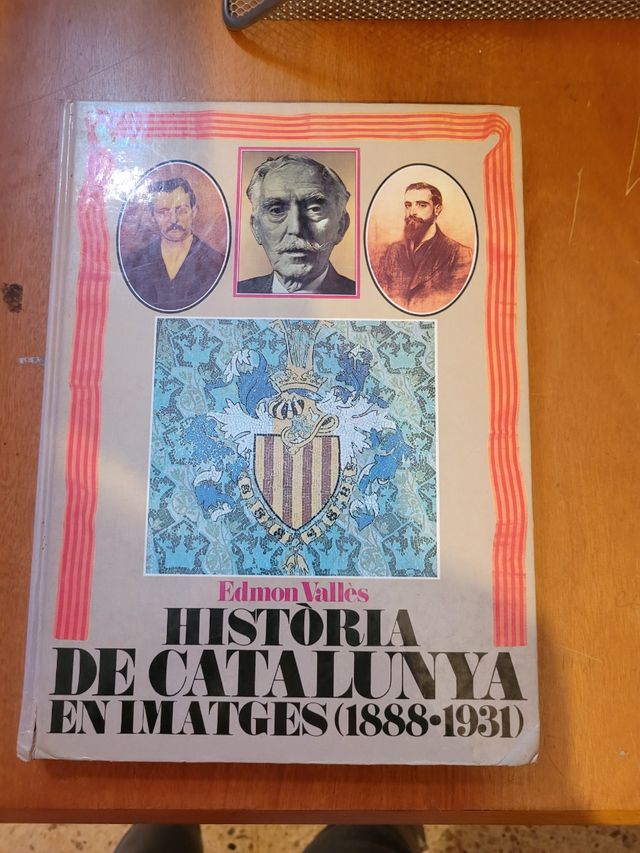 Edmon Vallès
HISTÒRIA
DE CATALUNYA
EN IMATGES (1888•1931)